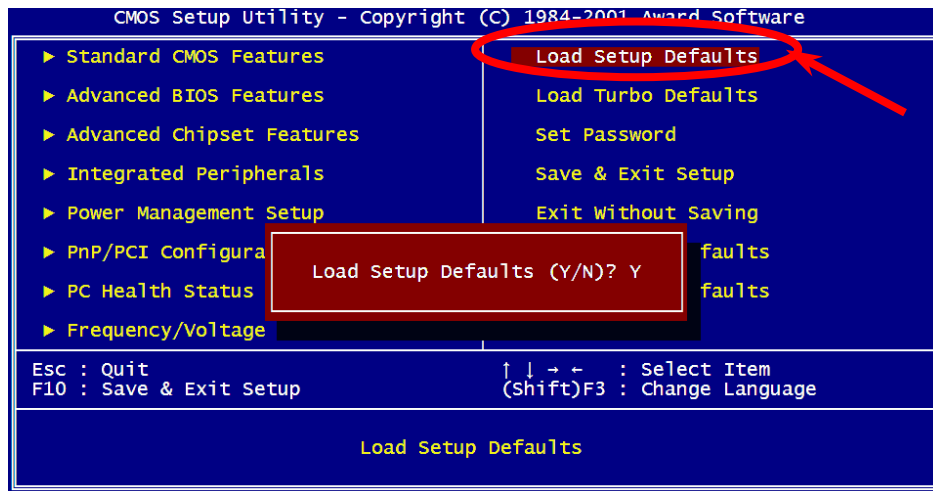 CMOS Setup Utility - Copyright (C) 1984-2001 Award Software
► Standard CMOS Features
► Advanced BIOS Features
► Advanced Chipset Features
► Integrated Peripherals
► Power Management Setup
► PnP/PCI Configura
► PC Health Status
► Frequency/Voltage
Load Setup Defaults
Load Turbo Defaults
Set Password
Save & Exit Setup
Exit Without Saving
faults
faults
Load Setup Defaults (Y/N)? Y
Esc : Quit
F10 : Save & Exit Setup
↑ ↓ → ← : Select Item
(Shift)F3 : Change Language
Load Setup Defaults